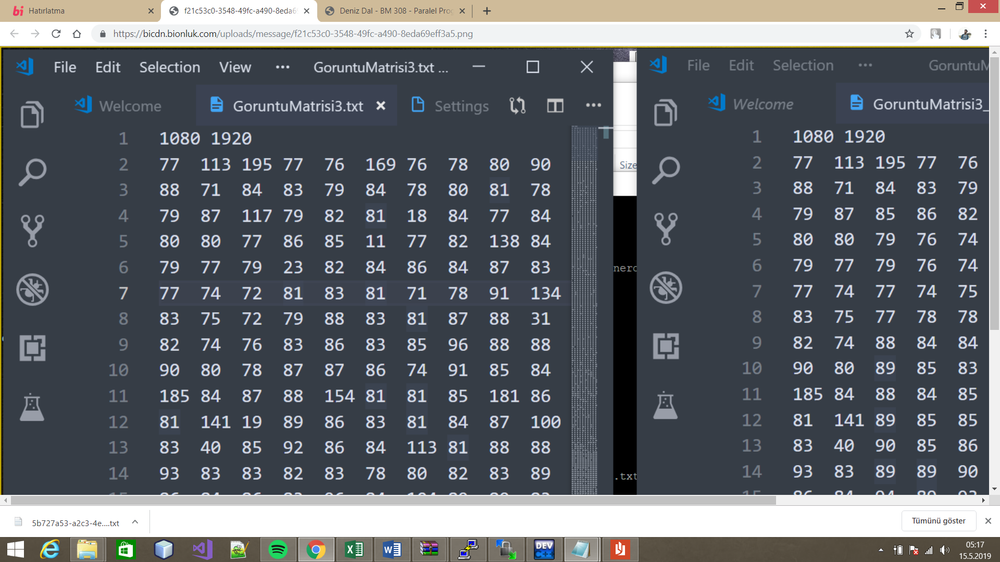 Hatırlatma
f21c53c0-3548-49fc-a490-8eda6
Deniz Dal - BM 308 - Paralel Pro
https://bicdn.bionluk.com/uploads/message/f21c53c0-3548-49fc-a490-8eda69eff3a5.png
File Edit Selection View ··· GoruntuMatrisi3.txt ...
Welcome GoruntuMatrisi3.txt Settings
1 1080 1920
2 77 113 195 77 76 169 76 78 80 90
3 88 71 84 83 79 84 78 80 81 78
4 79 87 117 79 82 81 18 84 77 84
5 80 80 77 86 85 11 77 82 138 84
6 79 77 79 23 82 84 86 84 87 83
7 77 74 72 81 83 81 71 78 91 134
8 83 75 72 79 88 83 81 87 88 31
9 82 74 76 83 86 83 85 96 88 88
10 90 80 78 87 87 86 74 91 85 84
11 185 84 87 88 154 81 81 85 181 86
12 81 141 19 89 86 83 81 84 87 100
13 83 40 85 92 86 84 113 81 88 88
14 93 83 83 82 83 78 80 82 83 89
Size
nero
.txt
File Edit Selection ··· GoruntuM
Welcome GoruntuMatrisi3_
1 1080 1920
2 77 113 195 77 76
3 88 71 84 83 79
4 79 87 85 86 82
5 80 80 79 76 74
6 79 77 79 76 74
7 77 74 77 74 75
8 83 75 77 78 78
9 82 74 88 84 84
10 90 80 89 85 83
11 185 84 88 84 85
12 81 141 89 85 85
13 83 40 90 85 86
14 93 83 89 89 90
5b727a53-a2c3-4e....txt
Tümünü göster
DEV
C++
05:17
15.5.2019